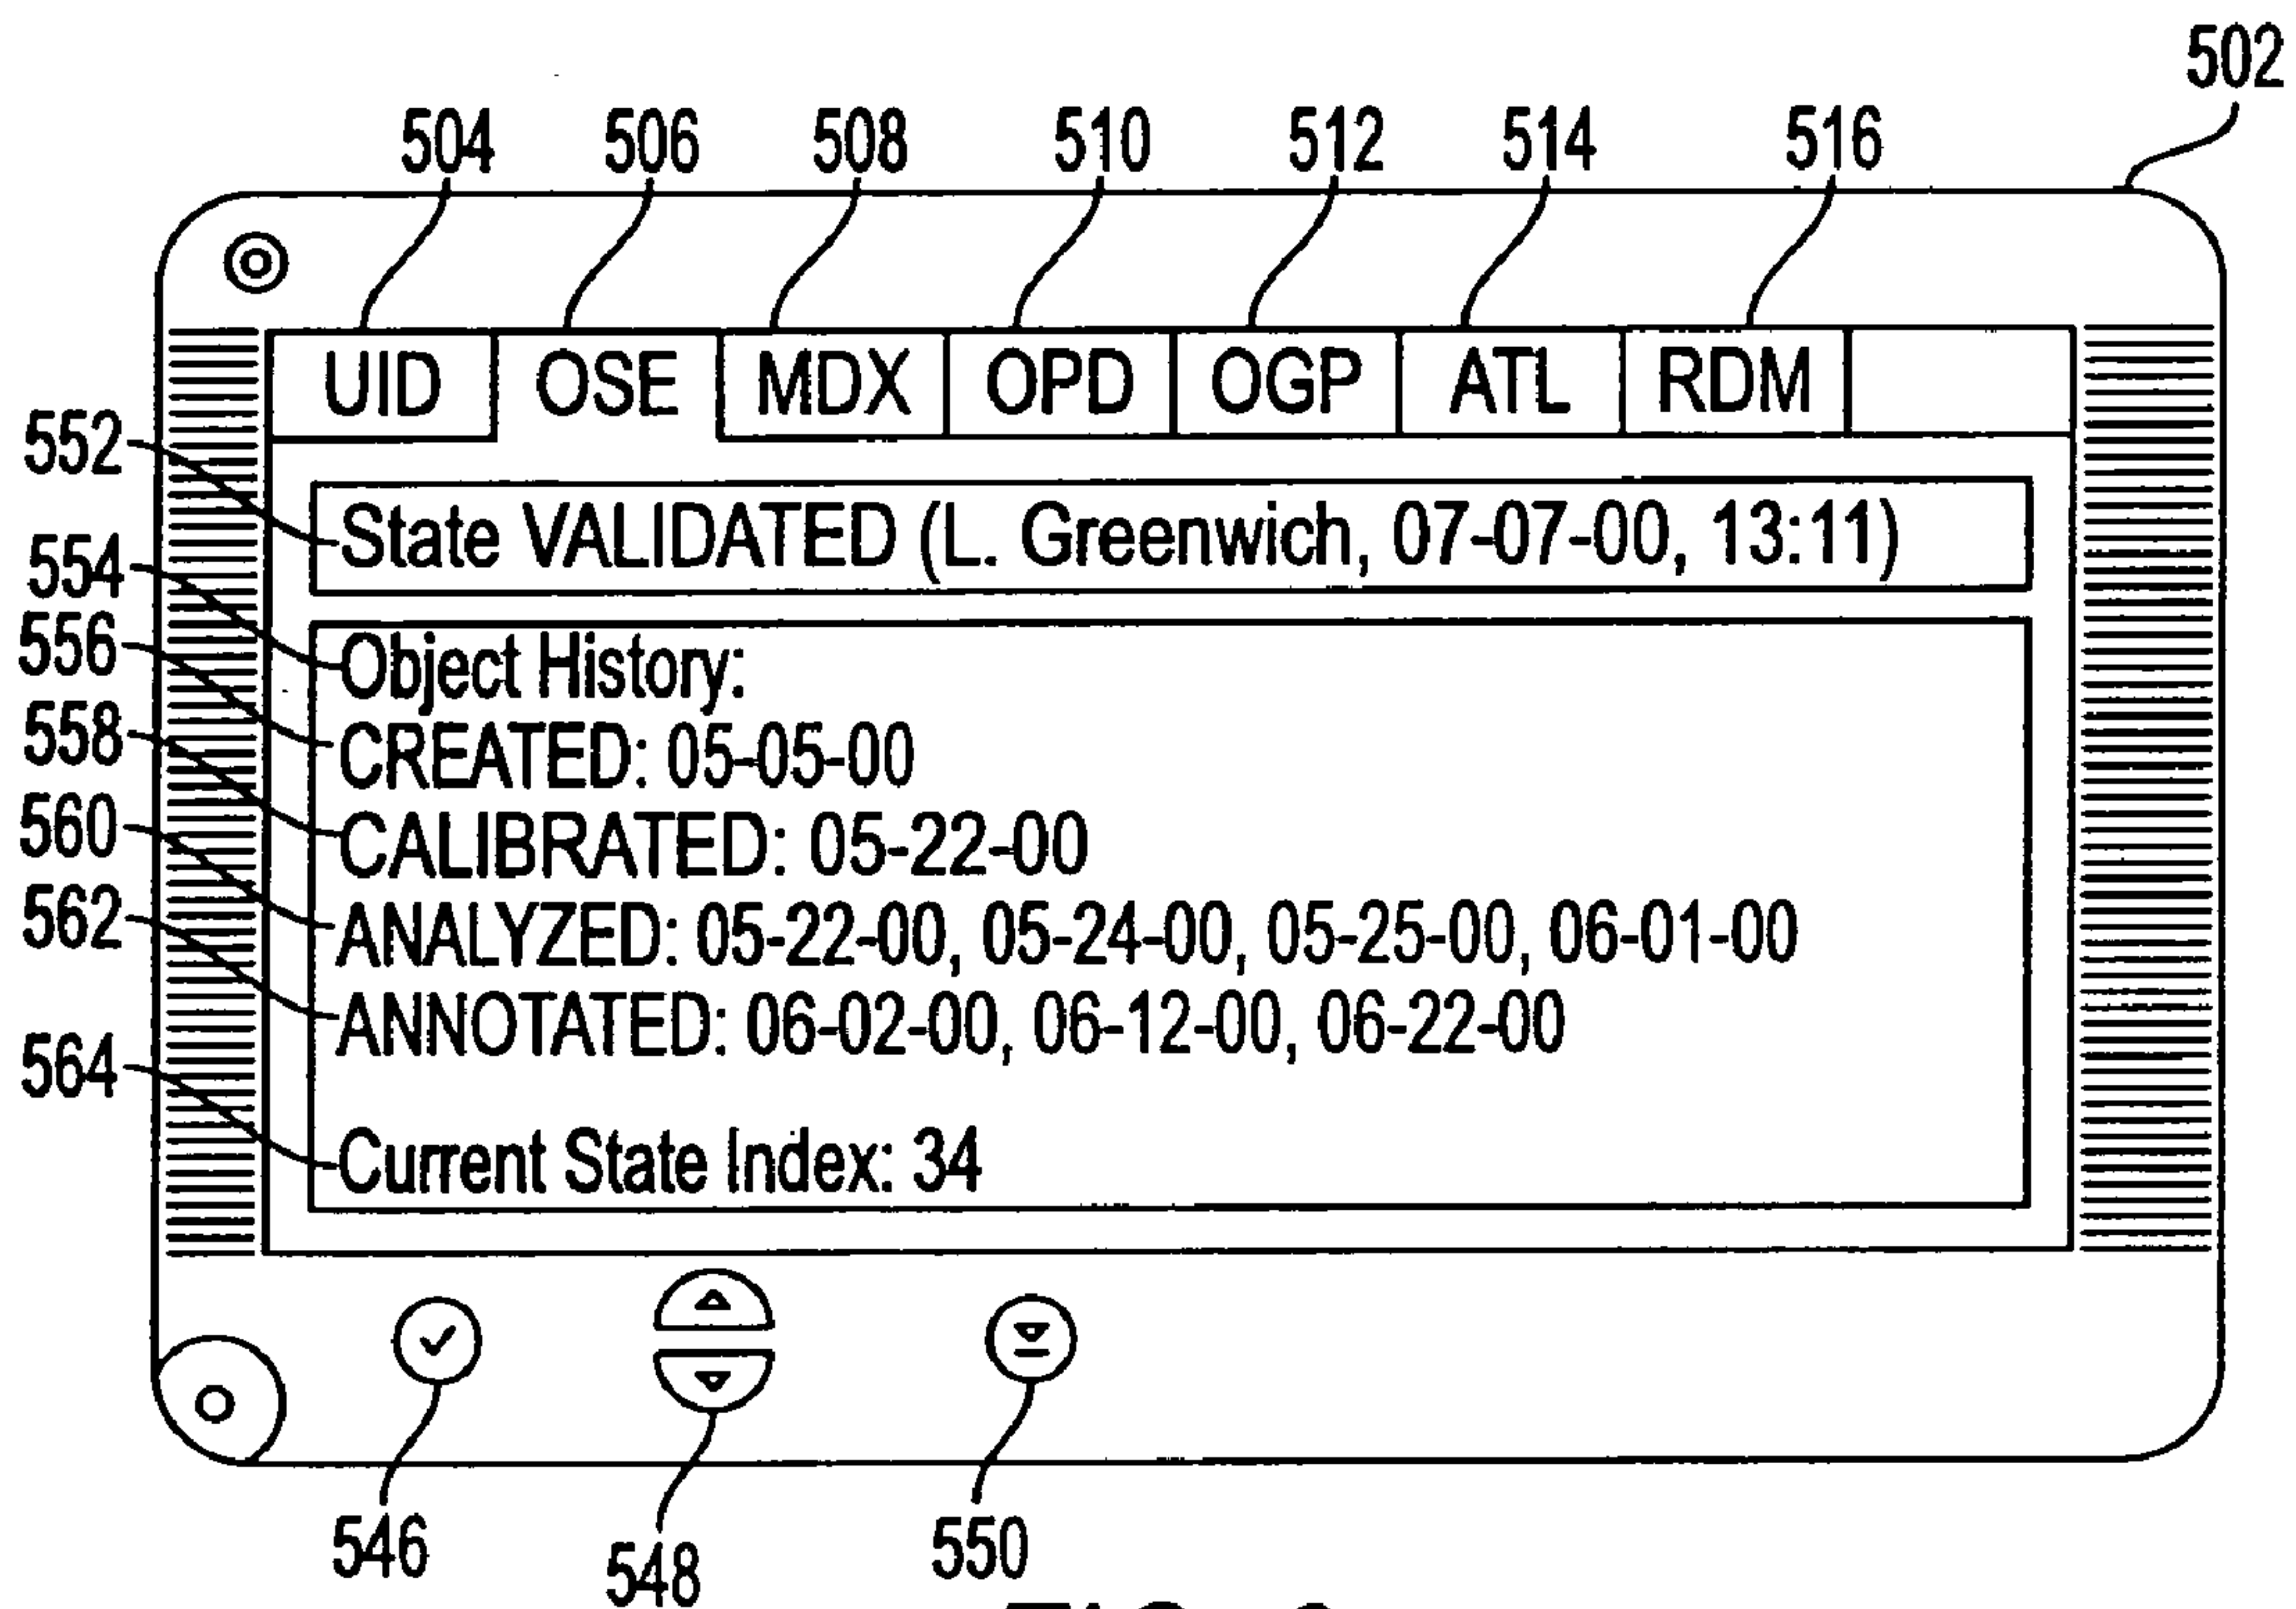 502
504 506 508 510 512 514 516
UID OSE MDX OPD OGP ATL RDM
552
State VALIDATED (L. Greenwich, 07-07-00, 13:11)
554
Object History:
556
CREATED: 05-05-00
558
CALIBRATED: 05-22-00
560
ANALYZED: 05-22-00, 05-24-00, 05-25-00, 06-01-00
562
ANNOTATED: 06-02-00, 06-12-00, 06-22-00
564
Current State Index: 34
546 548 550